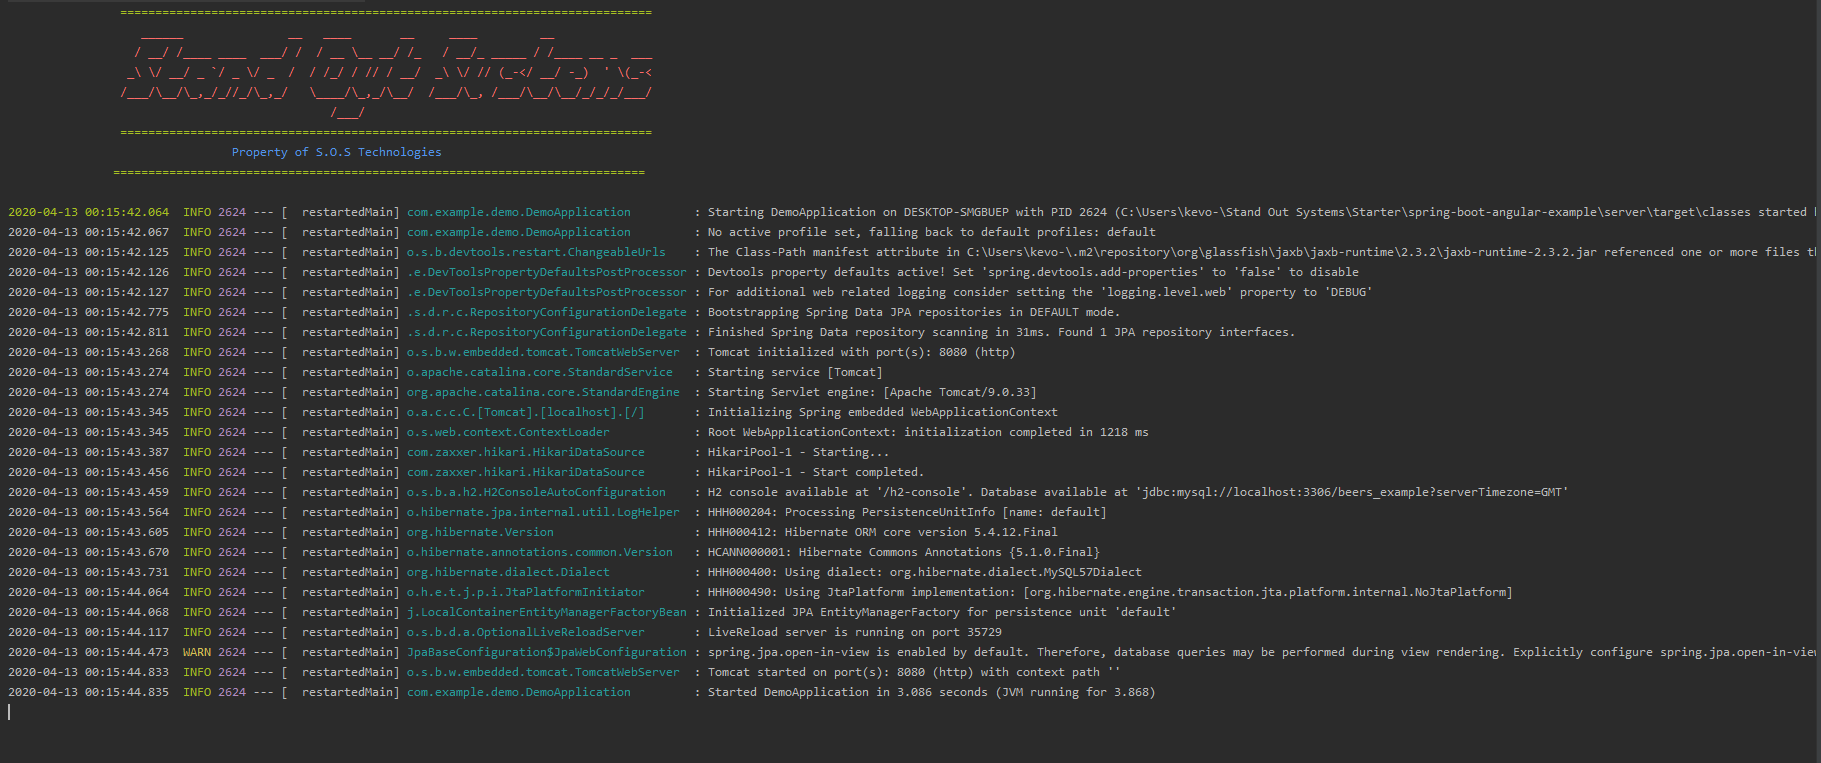 ============================================================================
   ______               __   ____       __     ____         __
  / __/ /____ ____  ___/ /  / __ \__ __/ /_   / __/_ _____ / /____ __ _  ___
 _\ \/ __/ _ `/ _ \/ _  /  / /_/ / // / __/  _\ \/ // (_-</ __/ -_)  ' \(_-<
/___/\__/\_,_/_//_/\_,_/   \____/\_,_/\__/  /___/\_, /___/\__/\__/_/_/_/___/
                              /___/
============================================================================
Property of S.O.S Technologies
============================================================================
2020-04-13 00:15:42.064  INFO 2624 --- [  restartedMain] com.example.demo.DemoApplication         : Starting DemoApplication on DESKTOP-SMGBUEP with PID 2624 (C:\Users\kevo-\Stand Out Systems\Starter\spring-boot-angular-example\server\target\classes started
2020-04-13 00:15:42.067  INFO 2624 --- [  restartedMain] com.example.demo.DemoApplication         : No active profile set, falling back to default profiles: default
2020-04-13 00:15:42.125  INFO 2624 --- [  restartedMain] o.s.b.devtools.restart.ChangeableUrls    : The Class-Path manifest attribute in C:\Users\kevo-\.m2\repository\org\glassfish\jaxb\jaxb-runtime\2.3.2\jaxb-runtime-2.3.2.jar referenced one or more files
2020-04-13 00:15:42.126  INFO 2624 --- [  restartedMain] .e.DevToolsPropertyDefaultsPostProcessor : Devtools property defaults active! Set 'spring.devtools.add-properties' to 'false' to disable
2020-04-13 00:15:42.127  INFO 2624 --- [  restartedMain] .e.DevToolsPropertyDefaultsPostProcessor : For additional web related logging consider setting the 'logging.level.web' property to 'DEBUG'
2020-04-13 00:15:42.775  INFO 2624 --- [  restartedMain] .s.d.r.c.RepositoryConfigurationDelegate : Bootstrapping Spring Data JPA repositories in DEFAULT mode.
2020-04-13 00:15:42.811  INFO 2624 --- [  restartedMain] .s.d.r.c.RepositoryConfigurationDelegate : Finished Spring Data repository scanning in 31ms. Found 1 JPA repository interfaces.
2020-04-13 00:15:43.268  INFO 2624 --- [  restartedMain] o.s.b.w.embedded.tomcat.TomcatWebServer  : Tomcat initialized with port(s): 8080 (http)
2020-04-13 00:15:43.274  INFO 2624 --- [  restartedMain] o.apache.catalina.core.StandardService   : Starting service [Tomcat]
2020-04-13 00:15:43.274  INFO 2624 --- [  restartedMain] org.apache.catalina.core.StandardEngine  : Starting Servlet engine: [Apache Tomcat/9.0.33]
2020-04-13 00:15:43.345  INFO 2624 --- [  restartedMain] o.a.c.c.C.[Tomcat].[localhost].[/]       : Initializing Spring embedded WebApplicationContext
2020-04-13 00:15:43.345  INFO 2624 --- [  restartedMain] o.s.web.context.ContextLoader            : Root WebApplicationContext: initialization completed in 1218 ms
2020-04-13 00:15:43.387  INFO 2624 --- [  restartedMain] com.zaxxer.hikari.HikariDataSource       : HikariPool-1 - Starting...
2020-04-13 00:15:43.456  INFO 2624 --- [  restartedMain] com.zaxxer.hikari.HikariDataSource       : HikariPool-1 - Start completed.
2020-04-13 00:15:43.459  INFO 2624 --- [  restartedMain] o.s.b.a.h2.H2ConsoleAutoConfiguration    : H2 console available at '/h2-console'. Database available at 'jdbc:mysql://localhost:3306/beers_example?serverTimezone=GMT'
2020-04-13 00:15:43.564  INFO 2624 --- [  restartedMain] o.hibernate.jpa.internal.util.LogHelper  : HHH000204: Processing PersistenceUnitInfo [name: default]
2020-04-13 00:15:43.605  INFO 2624 --- [  restartedMain] org.hibernate.Version                    : HHH000412: Hibernate ORM core version 5.4.12.Final
2020-04-13 00:15:43.670  INFO 2624 --- [  restartedMain] o.hibernate.annotations.common.Version   : HCANN000001: Hibernate Commons Annotations {5.1.0.Final}
2020-04-13 00:15:43.731  INFO 2624 --- [  restartedMain] org.hibernate.dialect.Dialect            : HHH000400: Using dialect: org.hibernate.dialect.MySQL57Dialect
2020-04-13 00:15:44.064  INFO 2624 --- [  restartedMain] o.h.e.t.j.p.i.JtaPlatformInitiator       : HHH000490: Using JtaPlatform implementation: [org.hibernate.engine.transaction.jta.platform.internal.NoJtaPlatform]
2020-04-13 00:15:44.068  INFO 2624 --- [  restartedMain] j.LocalContainerEntityManagerFactoryBean : Initialized JPA EntityManagerFactory for persistence unit 'default'
2020-04-13 00:15:44.117  INFO 2624 --- [  restartedMain] o.s.b.d.a.OptionalLiveReloadServer       : LiveReload server is running on port 35729
2020-04-13 00:15:44.473  WARN 2624 --- [  restartedMain] JpaBaseConfiguration$JpaWebConfiguration : spring.jpa.open-in-view is enabled by default. Therefore, database queries may be performed during view rendering. Explicitly configure spring.jpa.open-in-view
2020-04-13 00:15:44.833  INFO 2624 --- [  restartedMain] o.s.b.w.embedded.tomcat.TomcatWebServer  : Tomcat started on port(s): 8080 (http) with context path ''
2020-04-13 00:15:44.835  INFO 2624 --- [  restartedMain] com.example.demo.DemoApplication         : Started DemoApplication in 3.086 seconds (JVM running for 3.868)